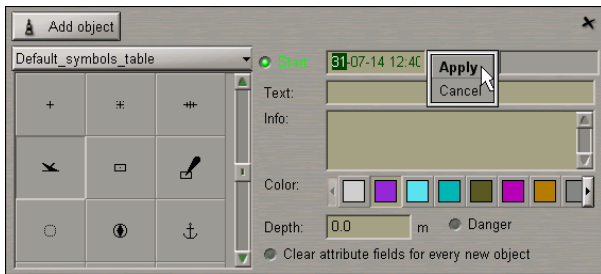 Add object
Default_symbols_table
Start 31-07-14 12:40
Apply
Cancel
Text:
Info:
Color:
Depth: 0.0 m Danger
Clear attribute fields for every new object